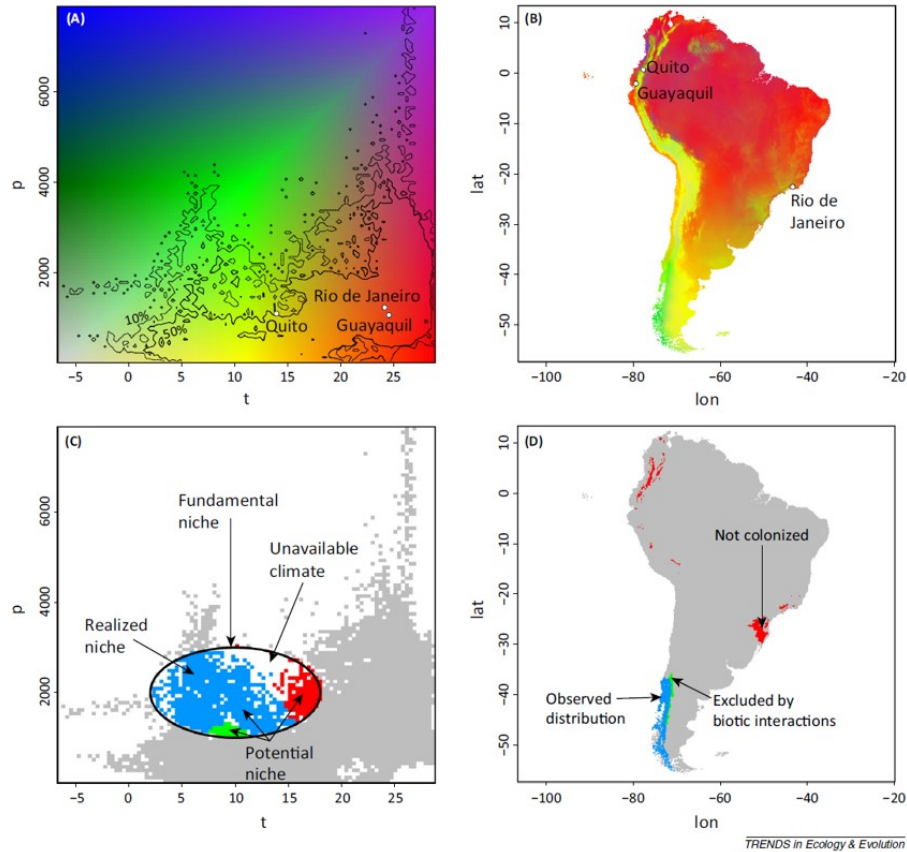 (A)
p
6000
4000
2000
10%
50%
Quito
Rio de Janeiro
Guayaquil
−5 0 5 10 15 20 25
t
(B)
lat
10
0
−10
−20
−30
−40
−50
Quito
Guayaquil
Rio de
Janeiro
−100 −80 −60 −40 −20
lon
(C)
p
6000
4000
2000
Fundamental
niche
Unavailable
climate
Realized
niche
Potential
niche
−5 0 5 10 15 20 25
t
(D)
lat
10
0
−10
−20
−30
−40
−50
Not colonized
Observed
distribution
Excluded by
biotic interactions
−100 −80 −60 −40 −20
lon
TRENDS in Ecology & Evolution